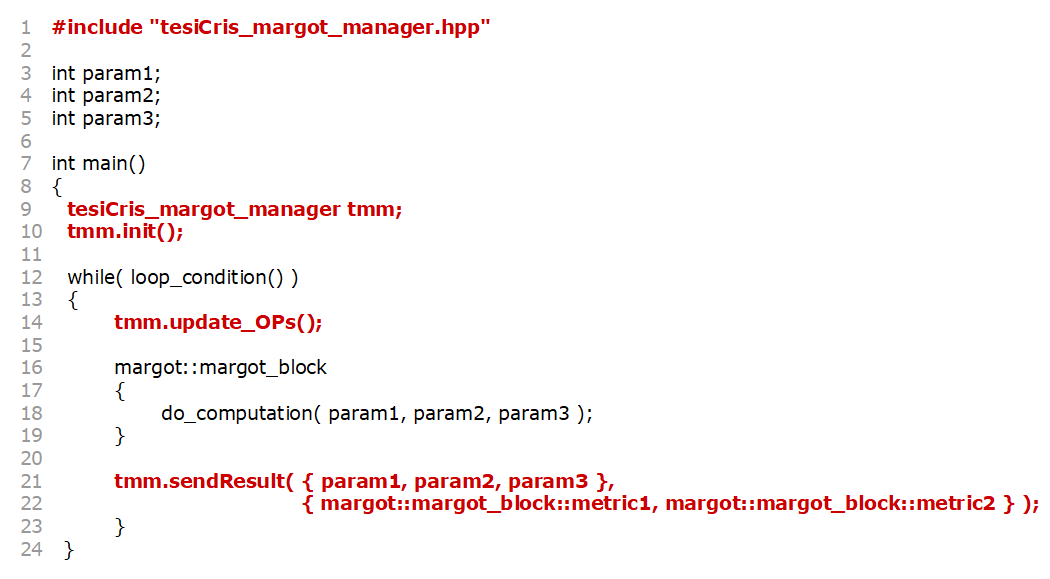 1 #include "tesiCris_margot_manager.hpp"
2
3 int param1;
4 int param2;
5 int param3;
6
7 int main()
8 {
9 tesiCris_margot_manager tmm;
10 tmm.init();
11
12 while( loop_condition() )
13 {
14 tmm.update_OPs();
15
16 margot::margot_block
17 {
18 do_computation( param1, param2, param3 );
19 }
20
21 tmm.sendResult( { param1, param2, param3 },
22 { margot::margot_block::metric1, margot::margot_block::metric2 } );
23 }
24 }